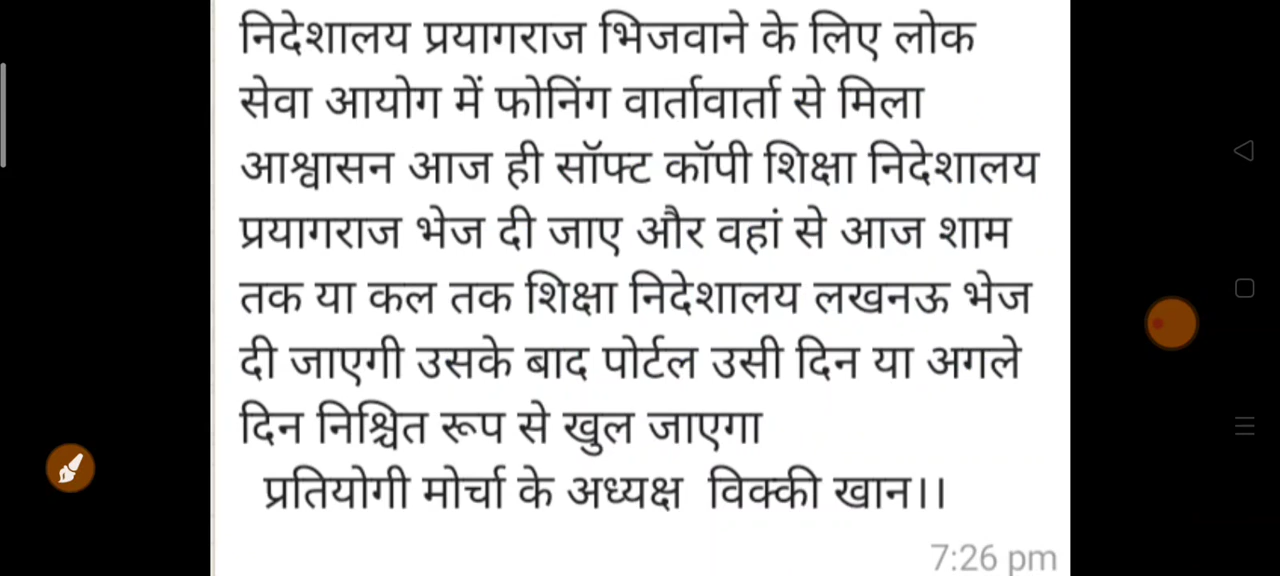 निदेशालय प्रयागराज भिजवाने के लिए लोक
सेवा आयोग में फोनिंग वार्तावार्ता से मिला
आश्वासन आज ही सॉफ्ट कॉपी शिक्षा निदेशालय
प्रयागराज भेज दी जाए और वहां से आज शाम
तक या कल तक शिक्षा निदेशालय लखनऊ भेज
दी जाएगी उसके बाद पोर्टल उसी दिन या अगले
दिन निश्चित रूप से खुल जाएगा
प्रतियोगी मोर्चा के अध्यक्ष  विक्की खान।।
7:26 pm